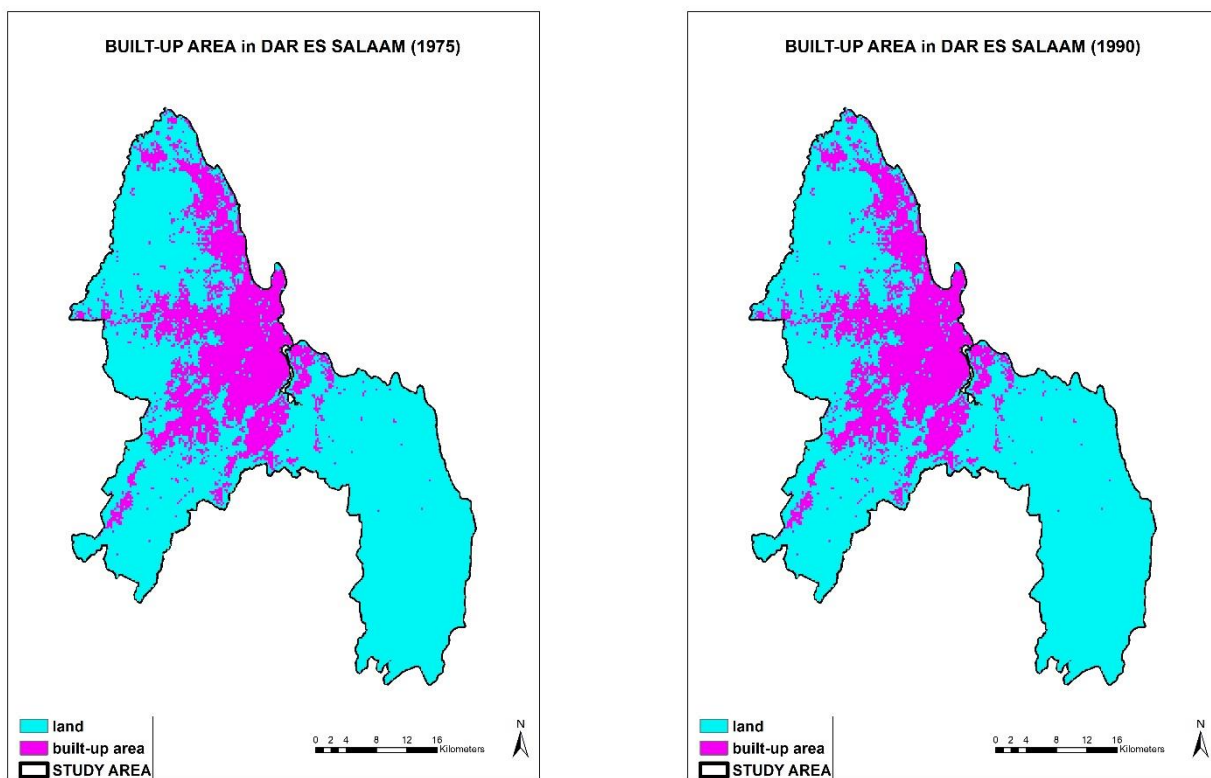 BUILT-UP AREA in DAR ES SALAAM (1975)
land
built-up area
STUDY AREA
0 2 4 8 12 16
Kilometers
N
BUILT-UP AREA in DAR ES SALAAM (1990)
land
built-up area
STUDY AREA
0 2 4 8 12 16
Kilometers
N